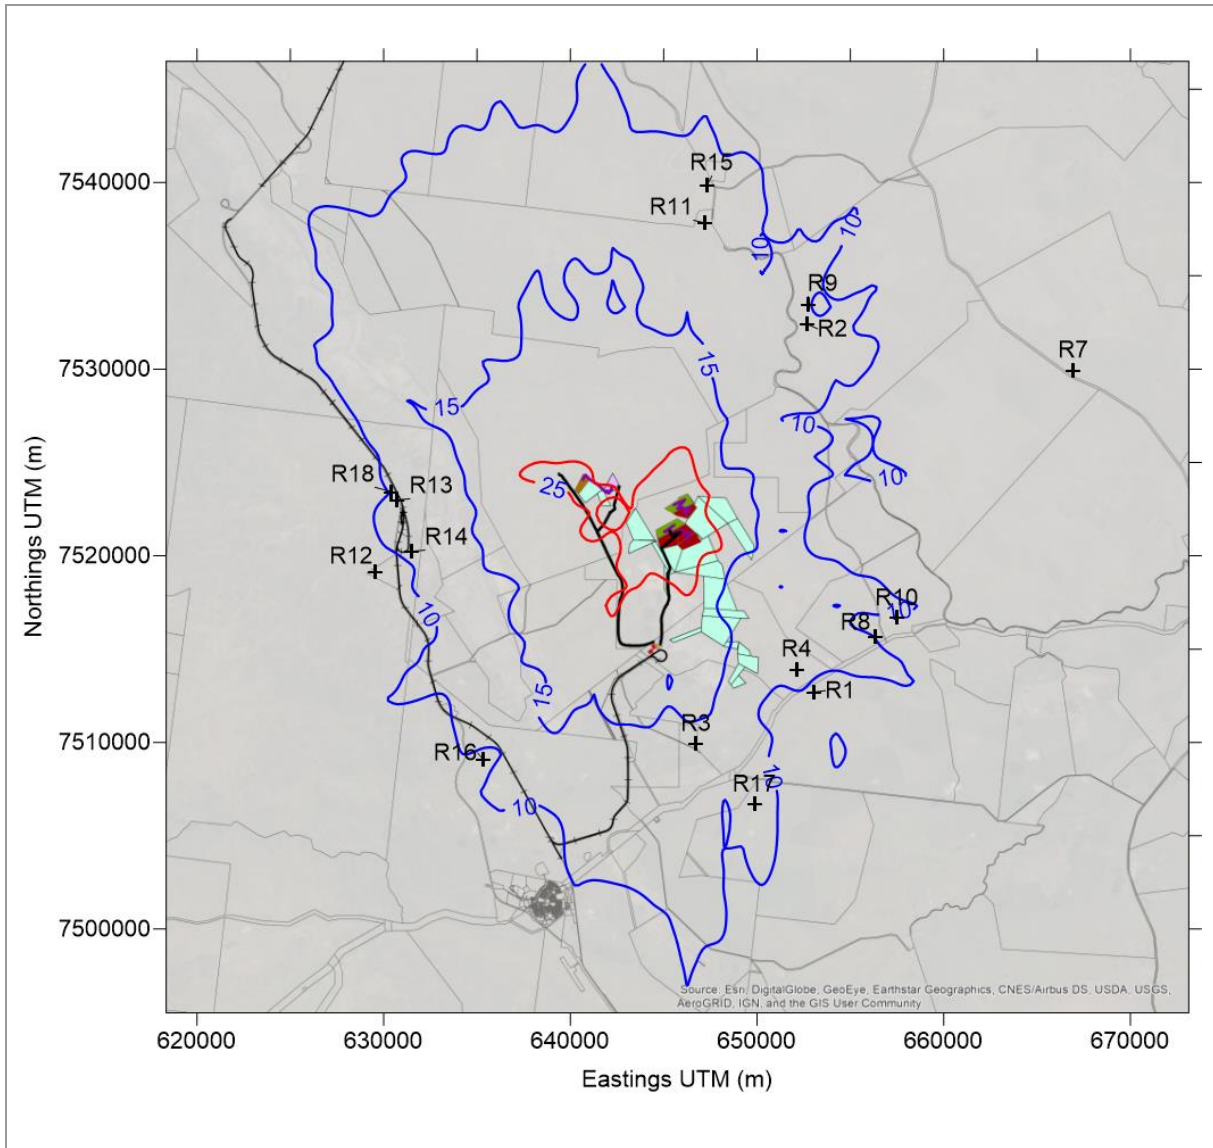 7540000
7530000
7520000
7510000
7500000
Northings UTM (m)
R15
R11
10
10
R9
R2
R7
15
15
10
10
25
R18
R13
R14
R12
10
R10
10
R8
R4
R1
15
R3
R16
10
R17
10
Source: Esri, DigitalGlobe, GeoEye, Earthstar Geographics, CNES/Airbus DS, USDA, USGS,
AeroGRID, IGN, and the GIS User Community
620000 630000 640000 650000 660000 670000
Eastings UTM (m)